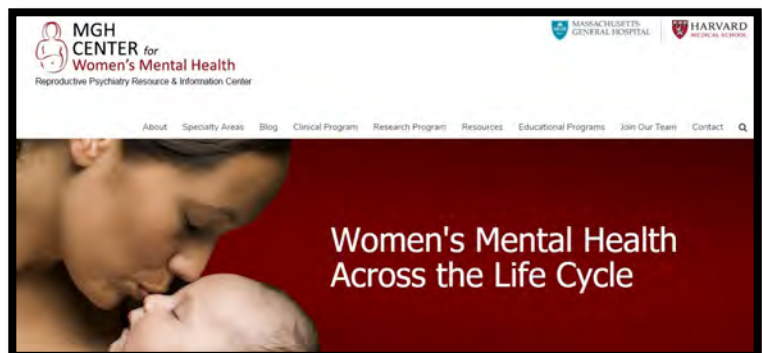 MGH
CENTER for
Women's Mental Health
Reproductive Psychiatry Resource & Information Center
MASSACHUSETTS
GENERAL HOSPITAL
HARVARD
MEDICAL SCHOOL
About Specialty Areas Blog Clinical Program Research Program Resources Educational Programs Join Our Team Contact
Women's Mental Health
Across the Life Cycle